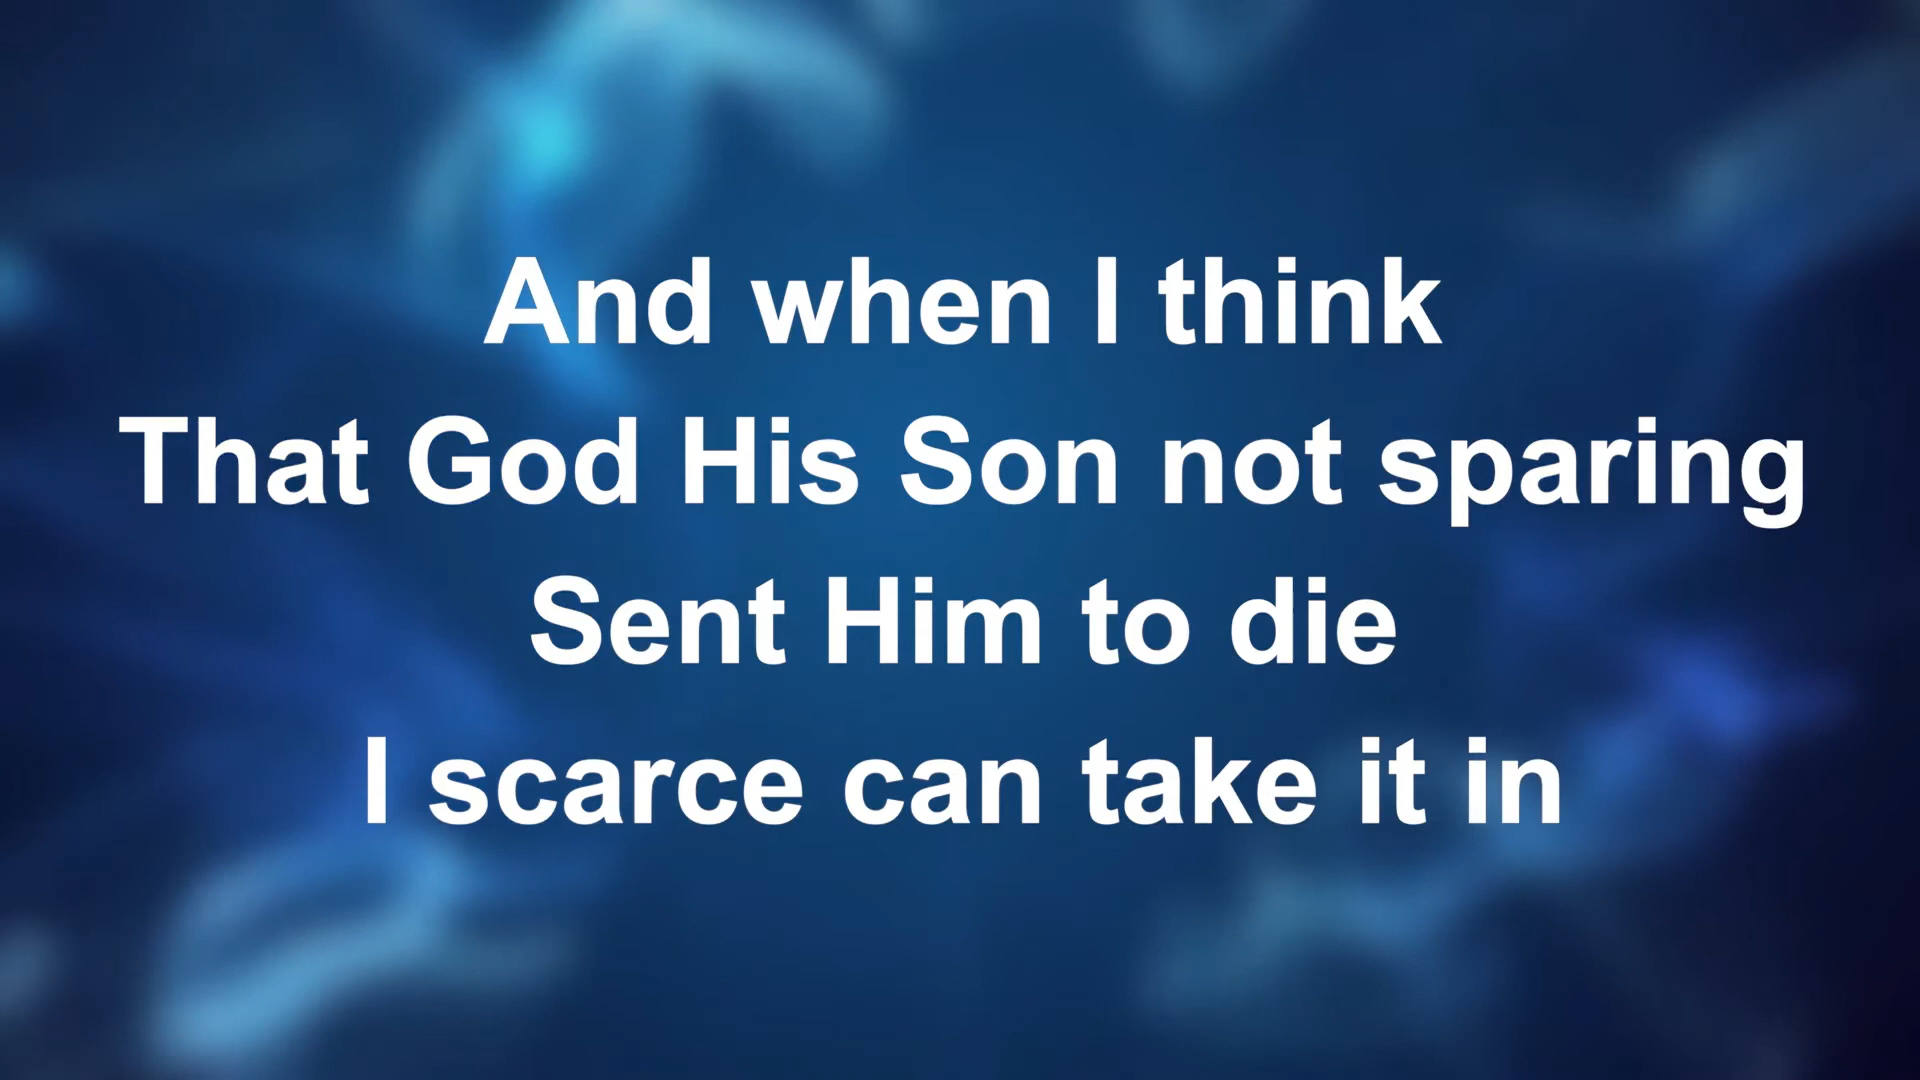 And when I think
That God His Son not sparing
Sent Him to die
I scarce can take it in